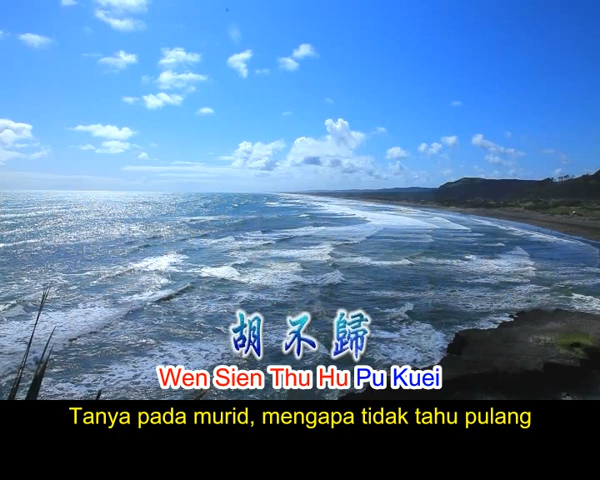 胡不歸
Wen Sien Thu Hu Pu Kuei
Tanya pada murid, mengapa tidak tahu pulang